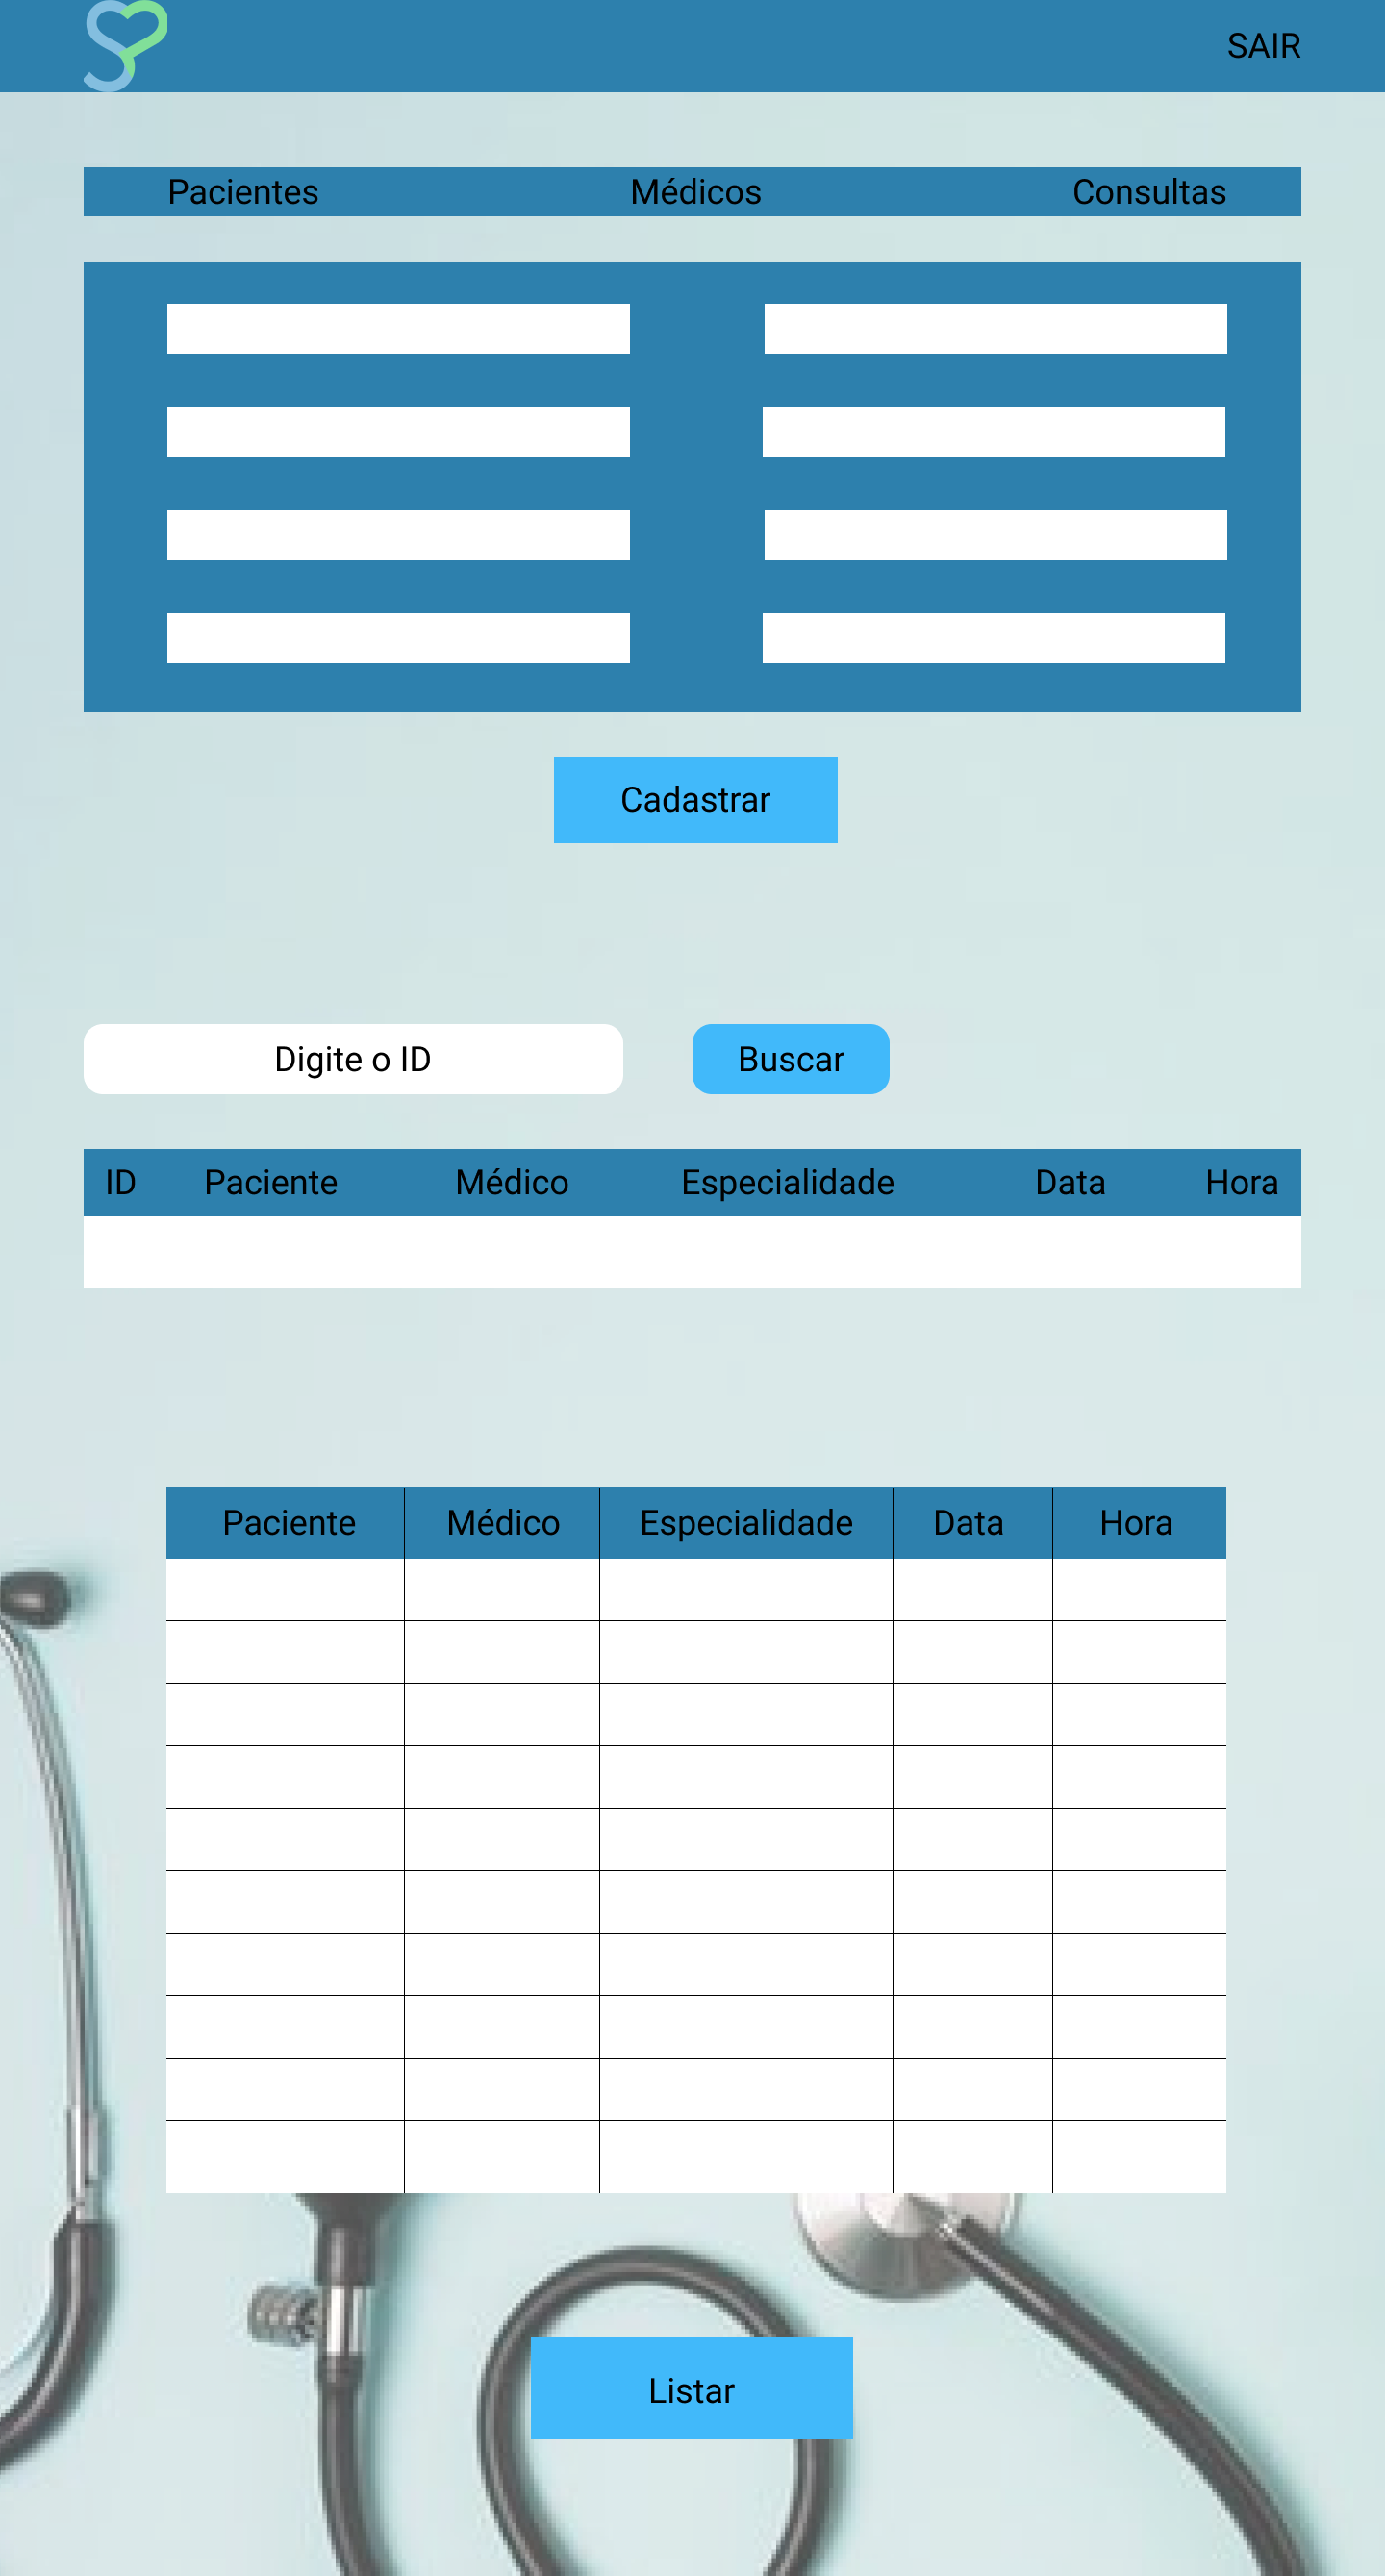 SAIR
Pacientes Médicos Consultas
Cadastrar
Digite o ID Buscar
ID Paciente Médico Especialidade Data Hora
Paciente Médico Especialidade Data Hora
Listar